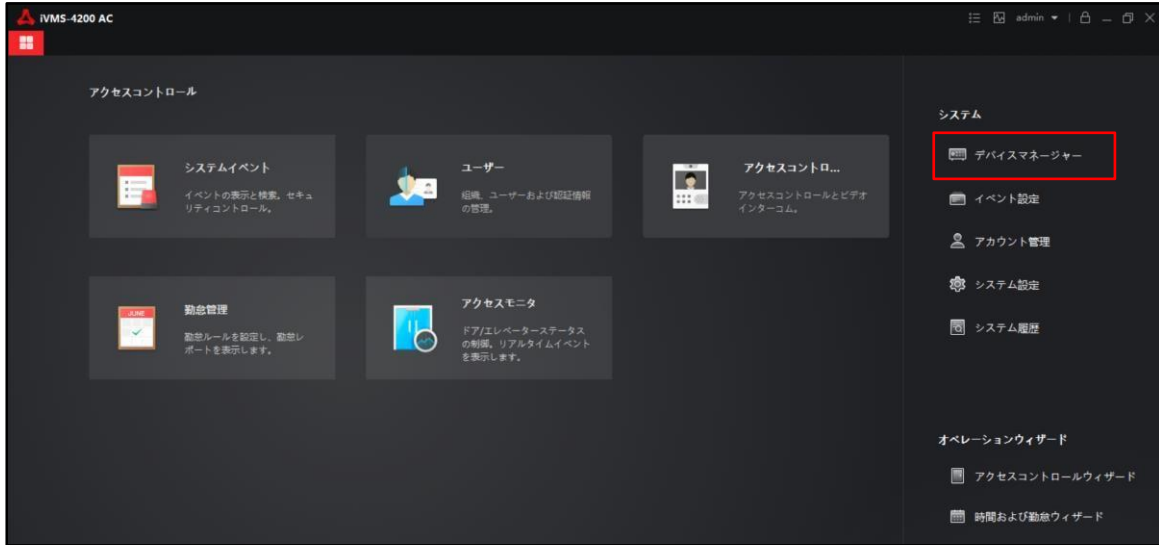 iVMS-4200 AC
admin
アクセスコントロール
システムイベント
イベントの表示と検索。セキュ
リティコントロール。
ユーザー
組織、ユーザーおよび認証情報
の管理。
アクセスコントロ...
アクセスコントロールとビデオ
インターコム。
勤怠管理
勤怠ルールを設定し、勤怠レ
ポートを表示します。
アクセスモニタ
ドア/エレベーターステータス
の制御。リアルタイムイベント
を表示します。
システム
デバイスマネージャー
イベント設定
アカウント管理
システム設定
システム履歴
オペレーションウィザード
アクセスコントロールウィザード
時間および勤怠ウィザード
JUNE